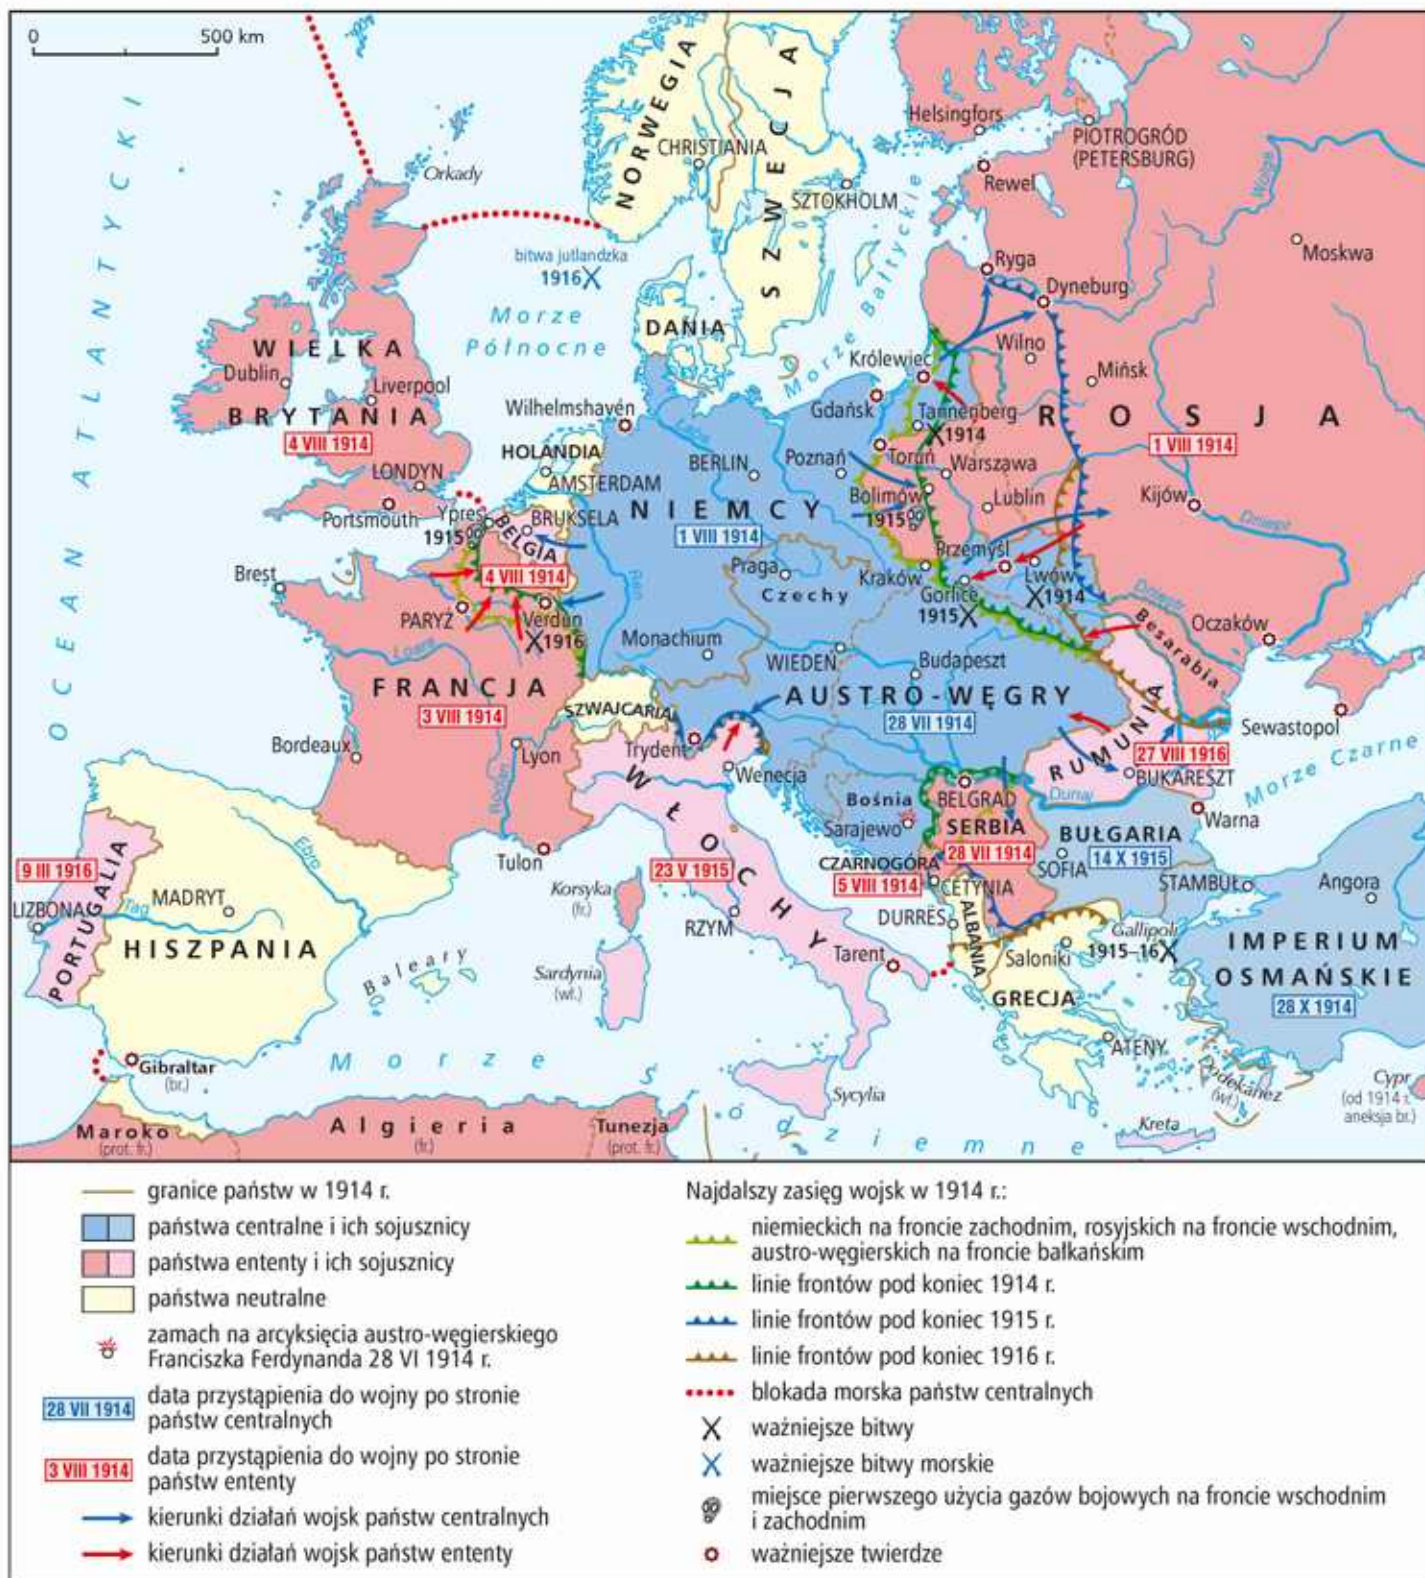 0 500 km
OCEAN ATLANTYCKI
Orkady
NORWEGIA
CHRISTIANIA
SZWECJA
SZTOKHOLM
Helsingfors
PIOTROGRÓD
(PETERSBURG)
Rewel
Wołga
Moskwa
bitwa jutlandzka
1916
Morze
Północne
Morze Bałtyckie
Ryga
Dyneburg
DANIA
WIELKA
BRYTANIA
4 VIII 1914
Dublin
Liverpool
LONDYN
Portsmouth
Wilhelmshavén
HOLANDIA
AMSTERDAM
Łaba
BERLIN
NIEMCY
1 VIII 1914
Królewiec
Gdańsk
Tannenberg
1914
Toruń
Poznań
Wilno
Mińsk
ROSJA
1 VIII 1914
Warszawa
Bolimów
1915
Lublin
Kijów
Dniepr
Ypres
1915
BRUKSELA
BELGIA
4 VIII 1914
Ren
Praga
Czechy
Kraków
Przemyśl
Gorlice
1915
Lwów
1914
Dniestr
Besarabia
Oczaków
Brest
PARYŻ
Verdun
1916
Loara
Monachium
WIEDEŃ
Budapeszt
FRANCJA
3 VIII 1914
SZWAJCARIA
AUSTRO-WĘGRY
28 VII 1914
Sewastopol
Bordeaux
Lyon
Rodan
Trydent
Wenecja
RUMUNIA
27 VIII 1916
BUKARESZT
Dunaj
Morze Czarne
Bośnia
Sarajewo
BELGRAD
SERBIA
28 VII 1914
BUŁGARIA
14 X 1915
SOFIA
Warna
Tulon
WŁOCHY
23 V 1915
CZARNOGÓRA
5 VIII 1914
CETYNIA
Korsyka
(fr.)
Ebro
9 III 1916
PORTUGALIA
LIZBONA
Tag
MADRYT
HISZPANIA
RZYM
DURRËS
ALBANIA
STAMBUŁ
Angora
Gallipoli
1915–16
Saloniki
IMPERIUM
OSMAŃSKIE
28 X 1914
Baleary
Sardynia
(wł.)
Tarent
GRECJA
ATENY
Gibraltar
(br.)
Morze Śródziemne
Sycylia
Dodekanez
(wł.)
Cypr
(od 1914 r.
aneksja br.)
Kreta
Maroko
(prot. fr.)
Algieria
(fr.)
Tunezja
(prot. fr.)
granice państw w 1914 r.
państwa centralne i ich sojusznicy
państwa ententy i ich sojusznicy
państwa neutralne
zamach na arcyksięcia austro-węgierskiego
Franciszka Ferdynanda 28 VI 1914 r.
28 VII 1914
data przystąpienia do wojny po stronie
państw centralnych
3 VIII 1914
data przystąpienia do wojny po stronie
państw ententy
kierunki działań wojsk państw centralnych
kierunki działań wojsk państw ententy
Najdalszy zasięg wojsk w 1914 r.:
niemieckich na froncie zachodnim, rosyjskich na froncie wschodnim,
austro-węgierskich na froncie bałkańskim
linie frontów pod koniec 1914 r.
linie frontów pod koniec 1915 r.
linie frontów pod koniec 1916 r.
blokada morska państw centralnych
ważniejsze bitwy
ważniejsze bitwy morskie
miejsce pierwszego użycia gazów bojowych na froncie wschodnim
i zachodnim
ważniejsze twierdze